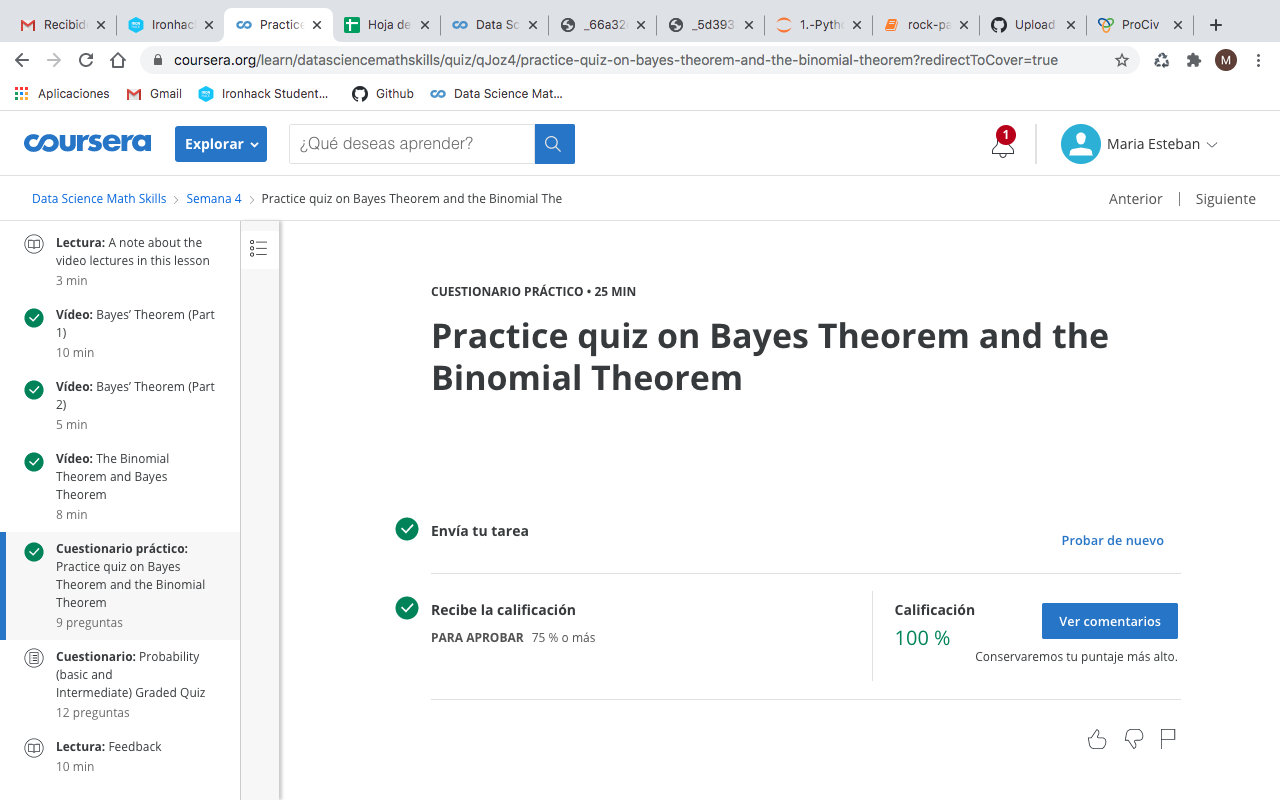 Recibid
Ironhac
Practice
Hoja de
Data Sc
_66a32
_5d393
1.-Pytho
rock-pa
Upload
ProCiv
coursera.org/learn/datasciencemathskills/quiz/qJoz4/practice-quiz-on-bayes-theorem-and-the-binomial-theorem?redirectToCover=true
M
Aplicaciones
Gmail
Ironhack Student...
Github
Data Science Mat...
coursera
Explorar
¿Qué deseas aprender?
1
Maria Esteban
Data Science Math Skills
Semana 4
Practice quiz on Bayes Theorem and the Binomial The
Anterior
Siguiente
Lectura: A note about the
video lectures in this lesson
3 min
Vídeo: Bayes’ Theorem (Part
1)
10 min
Vídeo: Bayes’ Theorem (Part
2)
5 min
Vídeo: The Binomial
Theorem and Bayes
Theorem
8 min
Cuestionario práctico:
Practice quiz on Bayes
Theorem and the Binomial
Theorem
9 preguntas
Cuestionario: Probability
(basic and
Intermediate) Graded Quiz
12 preguntas
Lectura: Feedback
10 min
CUESTIONARIO PRÁCTICO • 25 MIN
Practice quiz on Bayes Theorem and the
Binomial Theorem
Envía tu tarea
Probar de nuevo
Recibe la calificación
PARA APROBAR 75 % o más
Calificación
100 %
Ver comentarios
Conservaremos tu puntaje más alto.